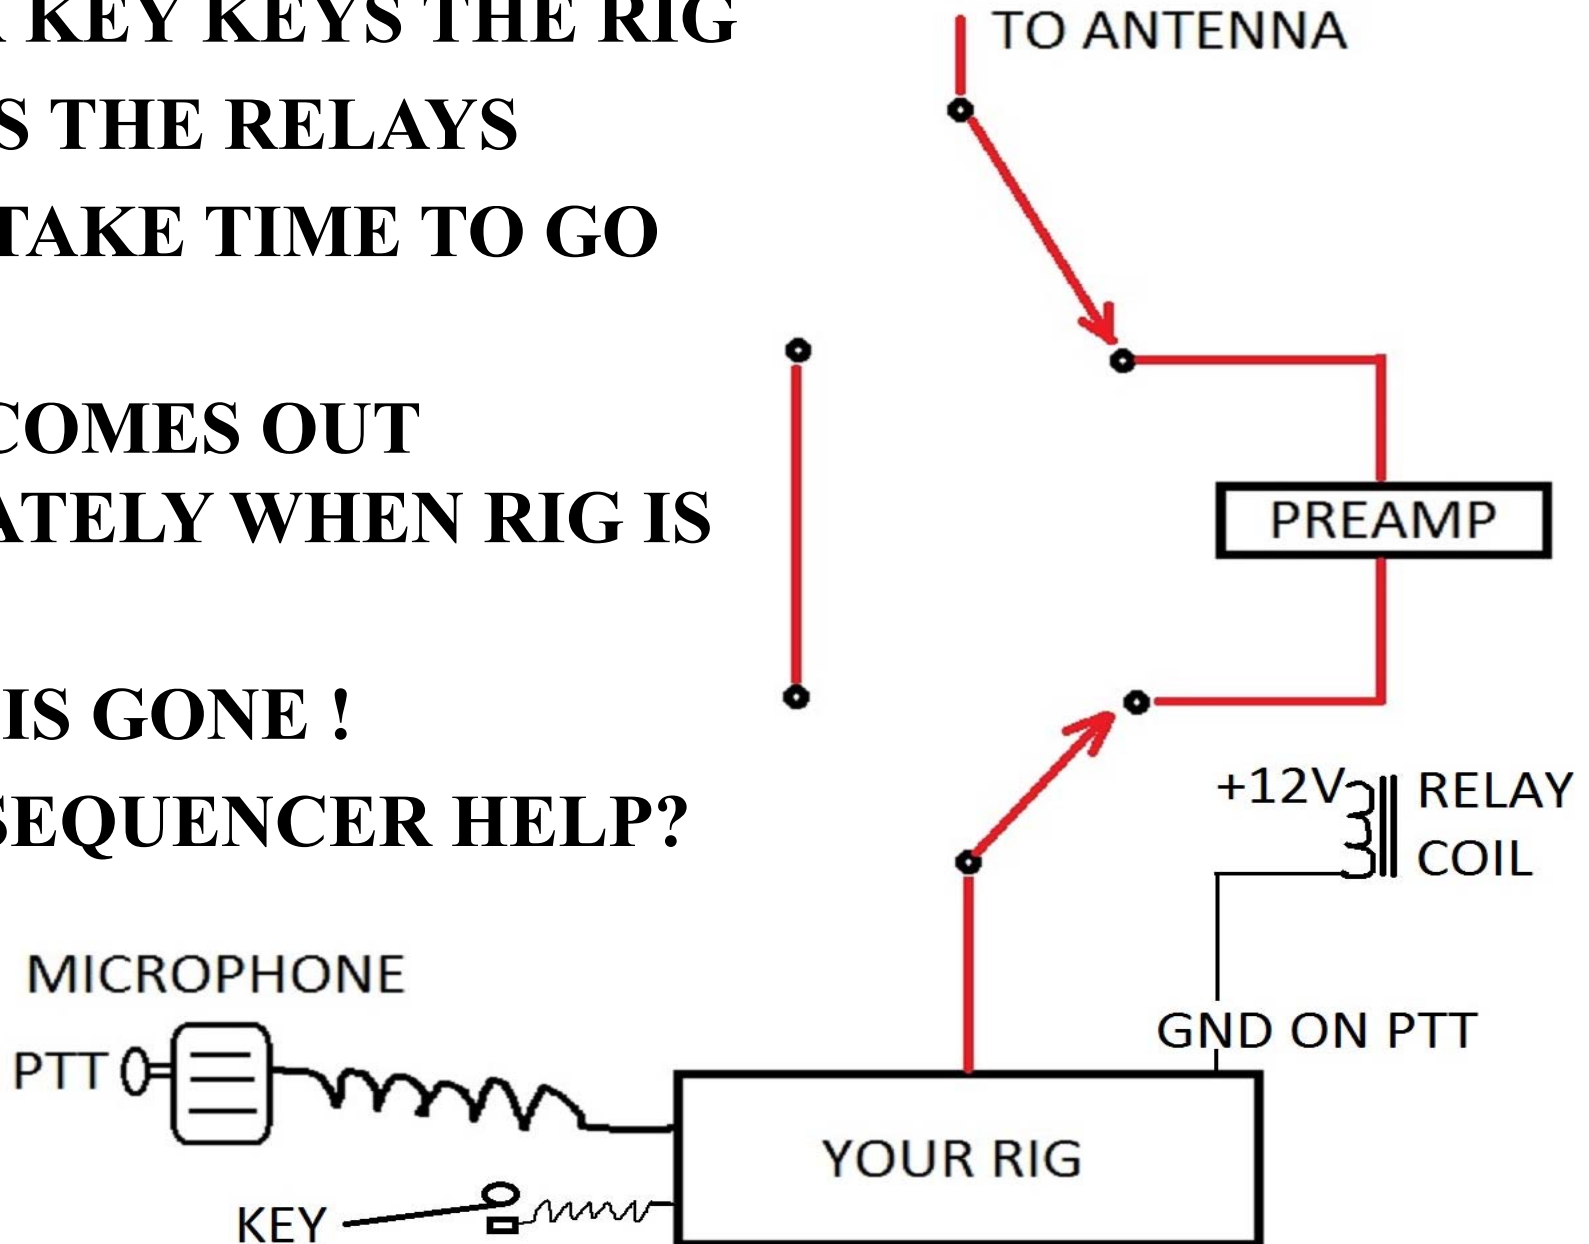 KEY KEYS THE RIG
S THE RELAYS
TAKE TIME TO GO
COMES OUT
ATELY WHEN RIG IS
IS GONE !
SEQUENCER HELP?
TO ANTENNA
PREAMP
+12V
RELAY
COIL
GND ON PTT
MICROPHONE
PTT
YOUR RIG
KEY